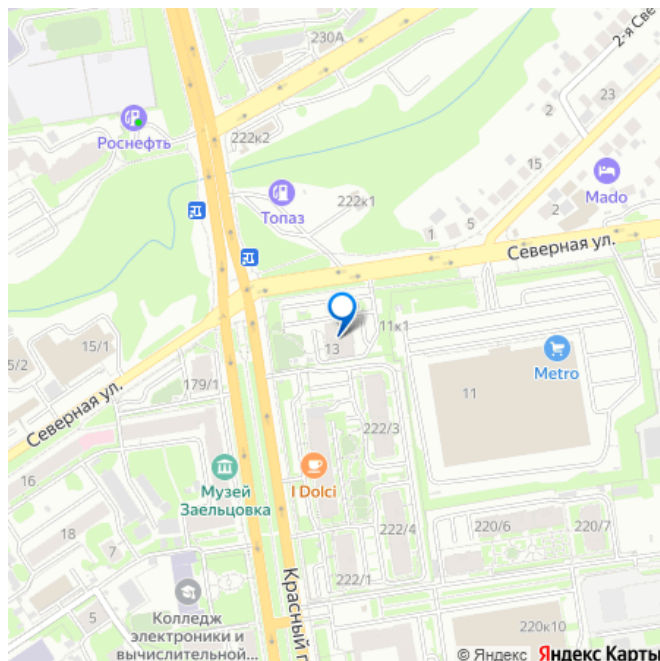 230А
2-я Све
Роснефть
222к2
2
23
15
Топаз
222к1
Mado
2
1
5
Северная ул.
11к1
13
15/1
5/2
179/1
Metro
11
Северная ул.
222/3
16
Музей
Заельцовка
I Dolci
18
7
222/4
220/6
220/7
222/1
Красный п
5
Колледж
электроники и
вычислительной...
220к10
© Яндекс Яндекс Карты